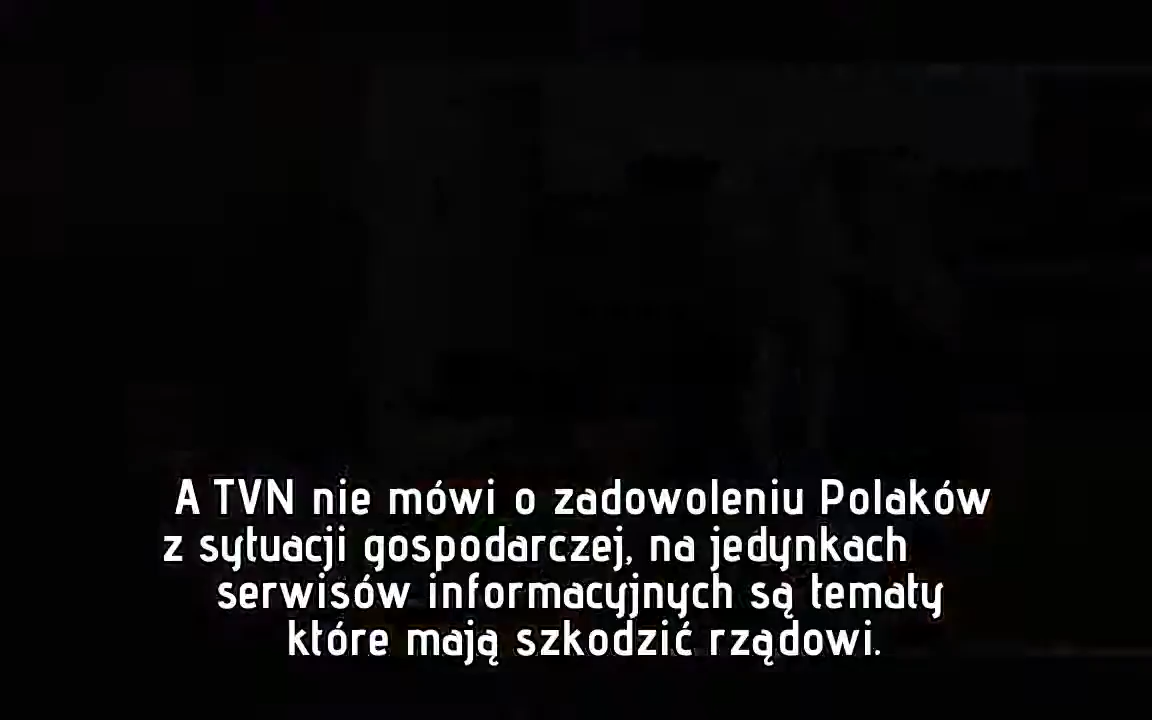 A TVN nie mówi o zadowoleniu Polaków
z sytuacji gospodarczej, na jedynkach
serwisów informacyjnych są tematy
które mają szkodzić rządowi.